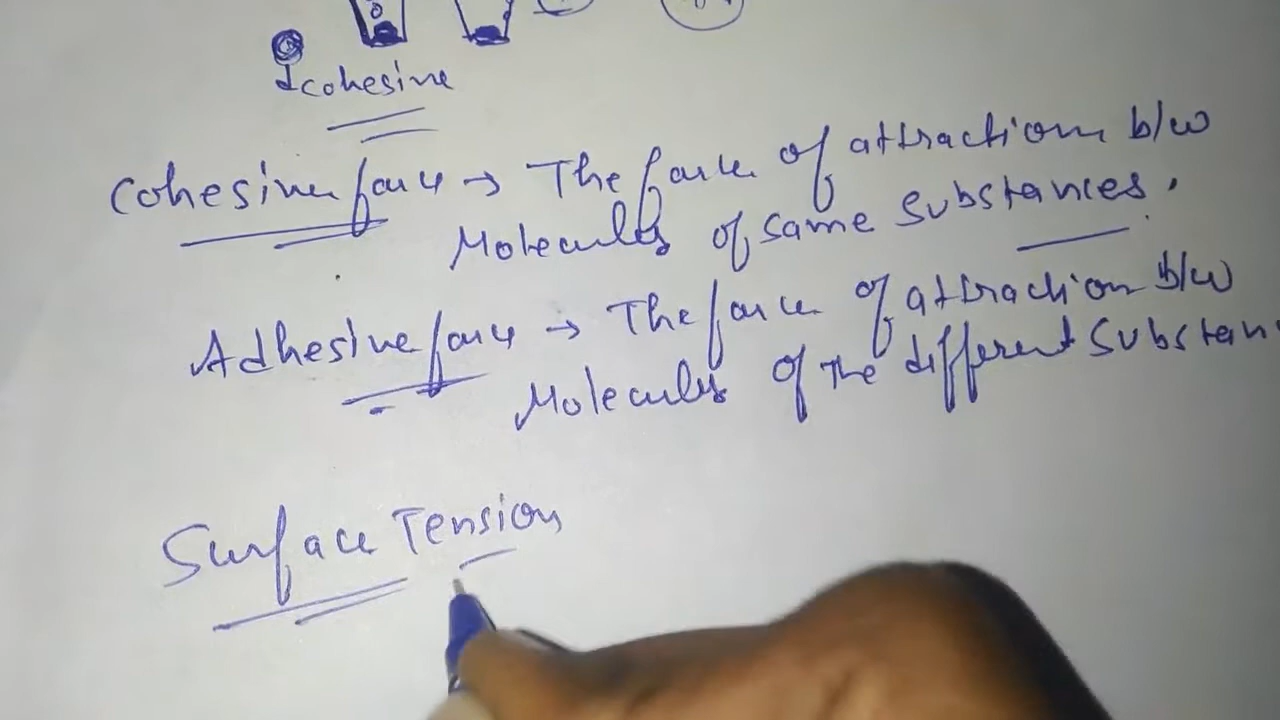 cohesive
Cohesive force → The force of attraction b/w
Molecules of same substances.
Adhesive force → The force of attraction b/w
Molecules of the different Substan
Surface Tension